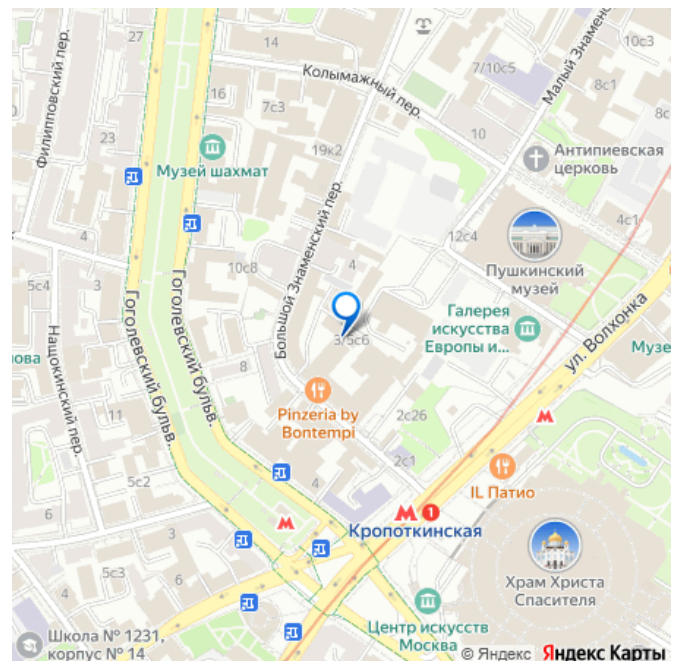 27
14
10с3
7/10с5
Колымажный пер.
Малый Знаменс
Филипповский пер.
16
7с3
8с1
8с
23
10
Музей шахмат
19к2
Антипиевская
церковь
4с1
4
12с4
10с8
4
Пушкинский
музей
5с4
Большой Знаменский пер.
Галерея
искусства
Европы и...
ул. Волхонка
3/5с6
Музе
нова
Нащокинский пер.
Гоголевский бульв.
Гоголевский бульв.
8
Pinzeria by
Bontempi
11
2с26
5с2
2с1
IL Патио
М 1
Кропоткинская
М
М
4
5с3
Храм Христа
Спасителя
6
3
Школа № 1231,
корпус № 14
Центр искусств
Москва
© Яндекс Яндекс Карты